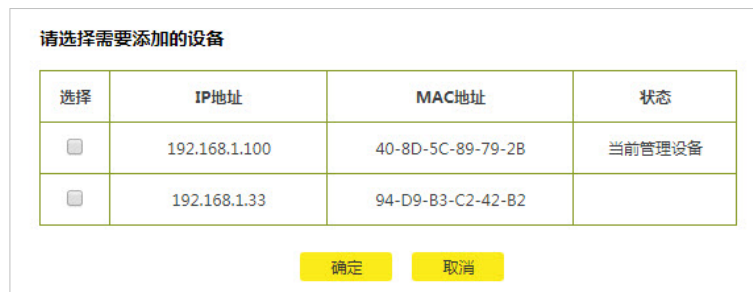 请选择需要添加的设备
选择 IP地址 MAC地址 状态
192.168.1.100 40-8D-5C-89-79-2B 当前管理设备
192.168.1.33 94-D9-B3-C2-42-B2
确定 取消